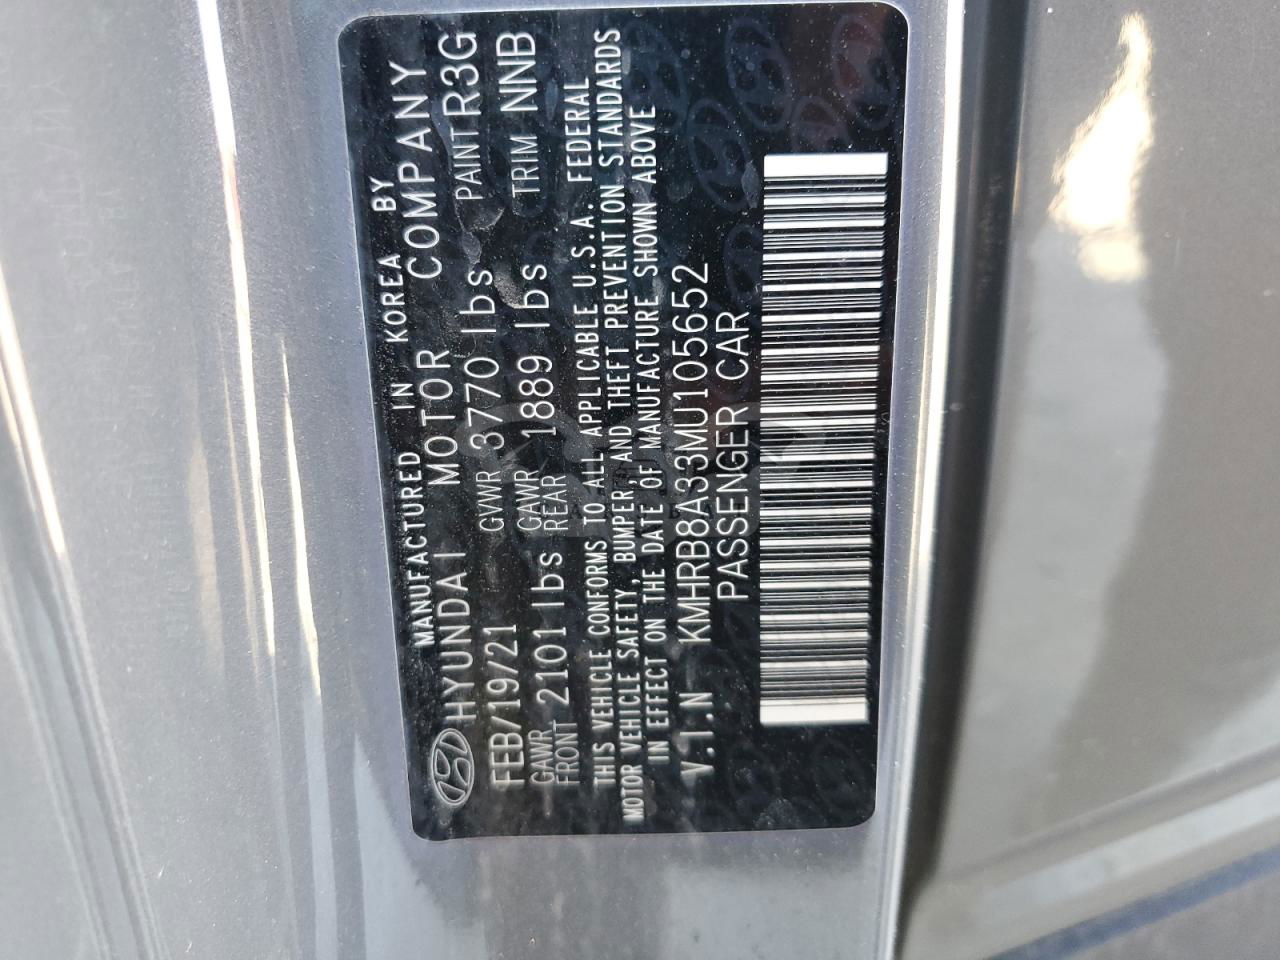 MANUFACTURED IN KOREA BY
HYUNDAI MOTOR COMPANY
FEB/19/21 GVWR 3770 lbs PAINT R3G
GAWR FRONT 2101 lbs GAWR REAR 1889 lbs TRIM NNB
THIS VEHICLE CONFORMS TO ALL APPLICABLE U.S.A. FEDERAL
MOTOR VEHICLE SAFETY, BUMPER, AND THEFT PREVENTION STANDARDS
IN EFFECT ON THE DATE OF MANUFACTURE SHOWN ABOVE
V.I.N KMHRB8A33MU105652
PASSENGER CAR